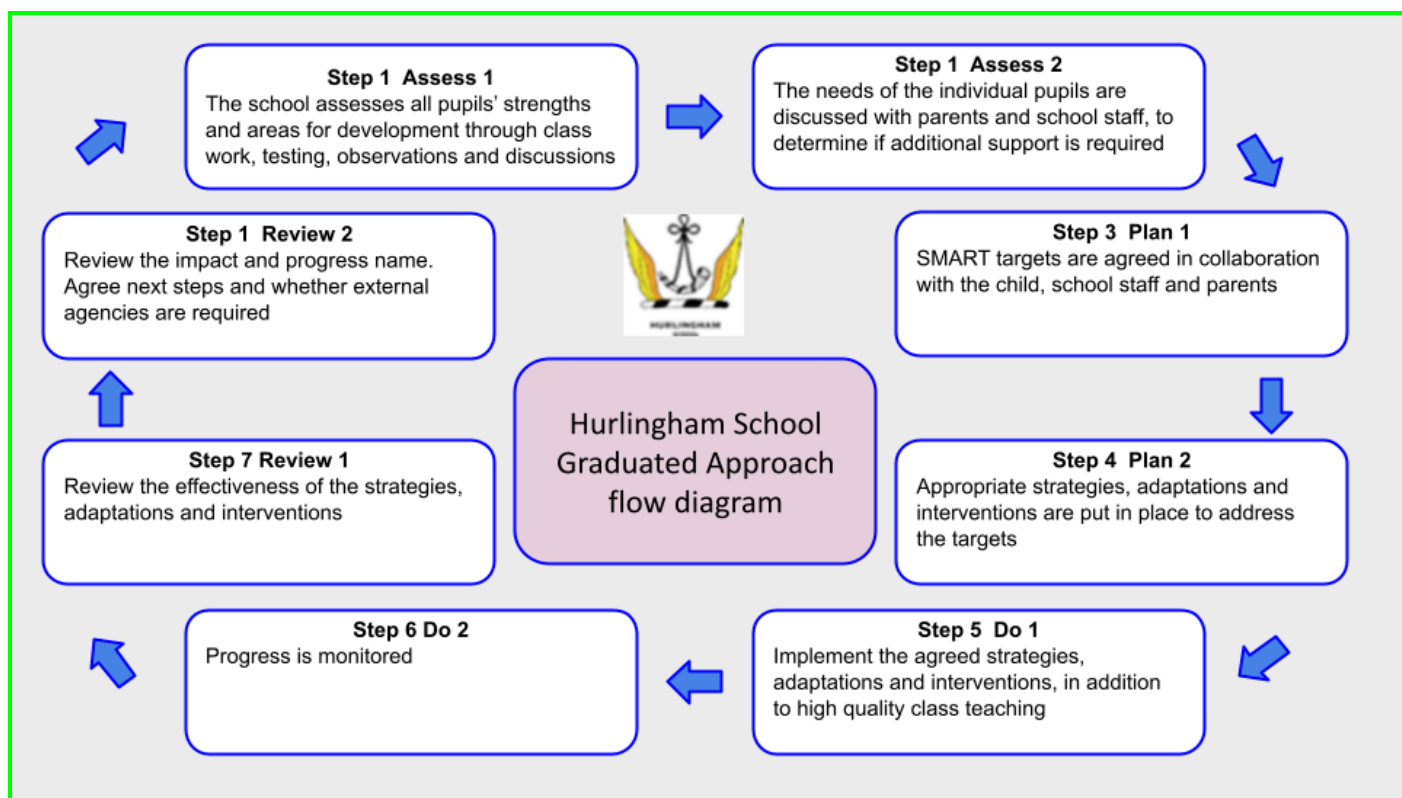 Step 1  Assess 1
The school assesses all pupils’ strengths
and areas for development through class
work, testing, observations and discussions
Step 1  Assess 2
The needs of the individual pupils are
discussed with parents and school staff, to
determine if additional support is required
Step 3  Plan 1
SMART targets are agreed in collaboration
with the child, school staff and parents
Step 4  Plan 2
Appropriate strategies, adaptations and
interventions are put in place to address
the targets
Step 5  Do 1
Implement the agreed strategies,
adaptations and interventions, in addition
to high quality class teaching
Step 6 Do 2
Progress is monitored
Step 7 Review 1
Review the effectiveness of the strategies,
adaptations and interventions
Step 1  Review 2
Review the impact and progress name.
Agree next steps and whether external
agencies are required
HURLINGHAM
Hurlingham School
Graduated Approach
flow diagram